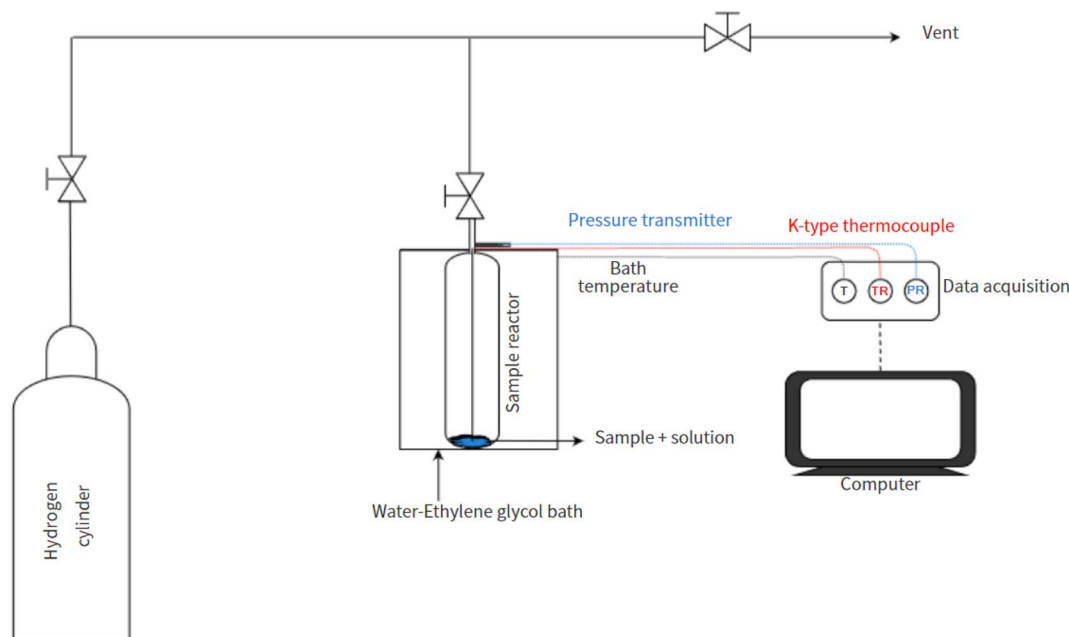 Vent
Pressure transmitter
K-type thermocouple
Bath
temperature
T
TR
PR
Data acquisition
Sample reactor
Sample + solution
Computer
Water-Ethylene glycol bath
Hydrogen
cylinder